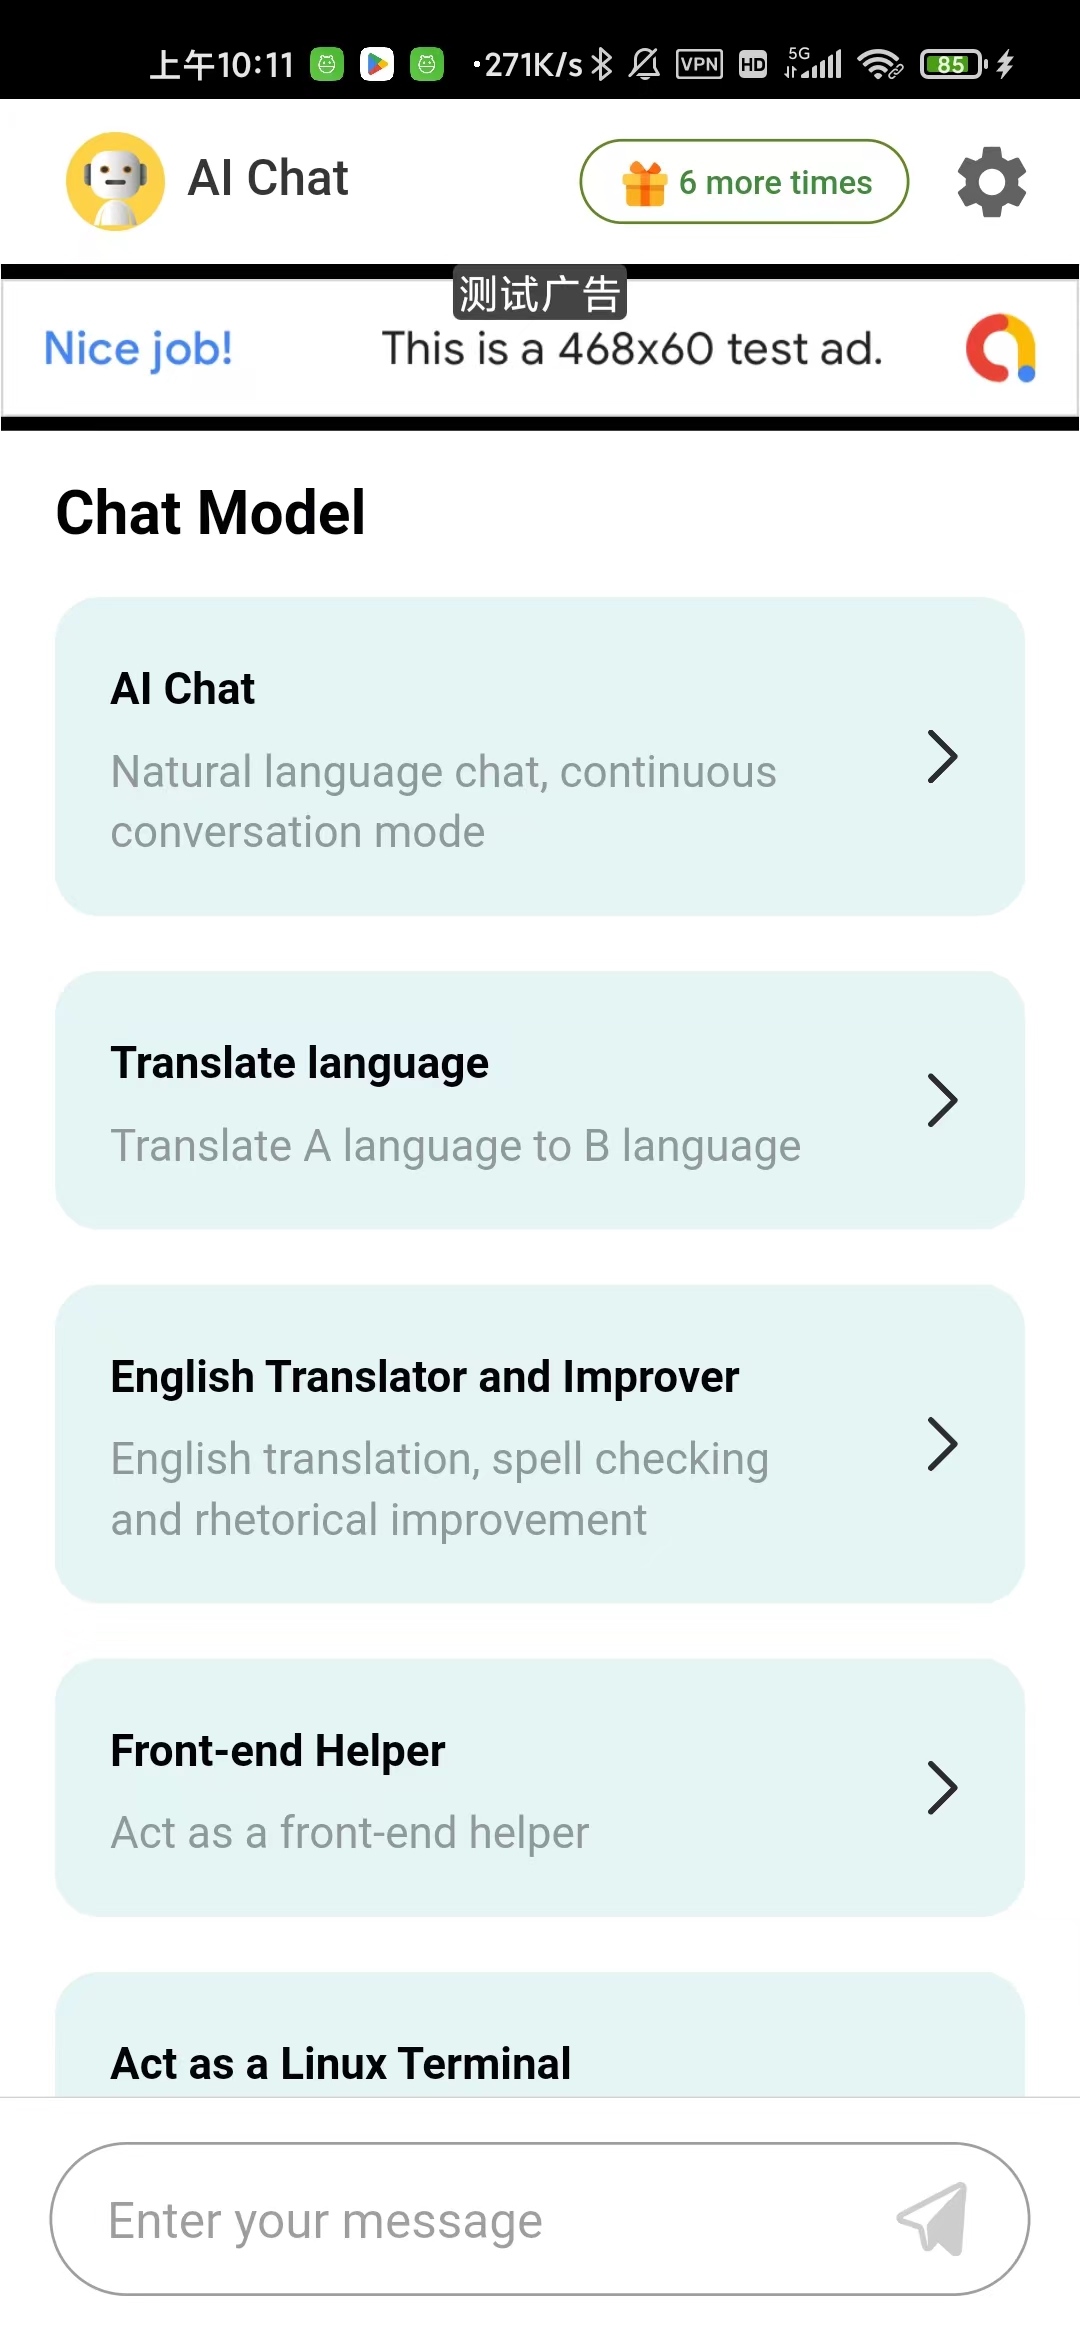 上午10:11
271K/s
VPN
HD
5G
85
AI Chat
6 more times
测试广告
Nice job!
This is a 468x60 test ad.
Chat Model
AI Chat
Natural language chat, continuous
conversation mode
Translate language
Translate A language to B language
English Translator and Improver
English translation, spell checking
and rhetorical improvement
Front-end Helper
Act as a front-end helper
Act as a Linux Terminal
Enter your message